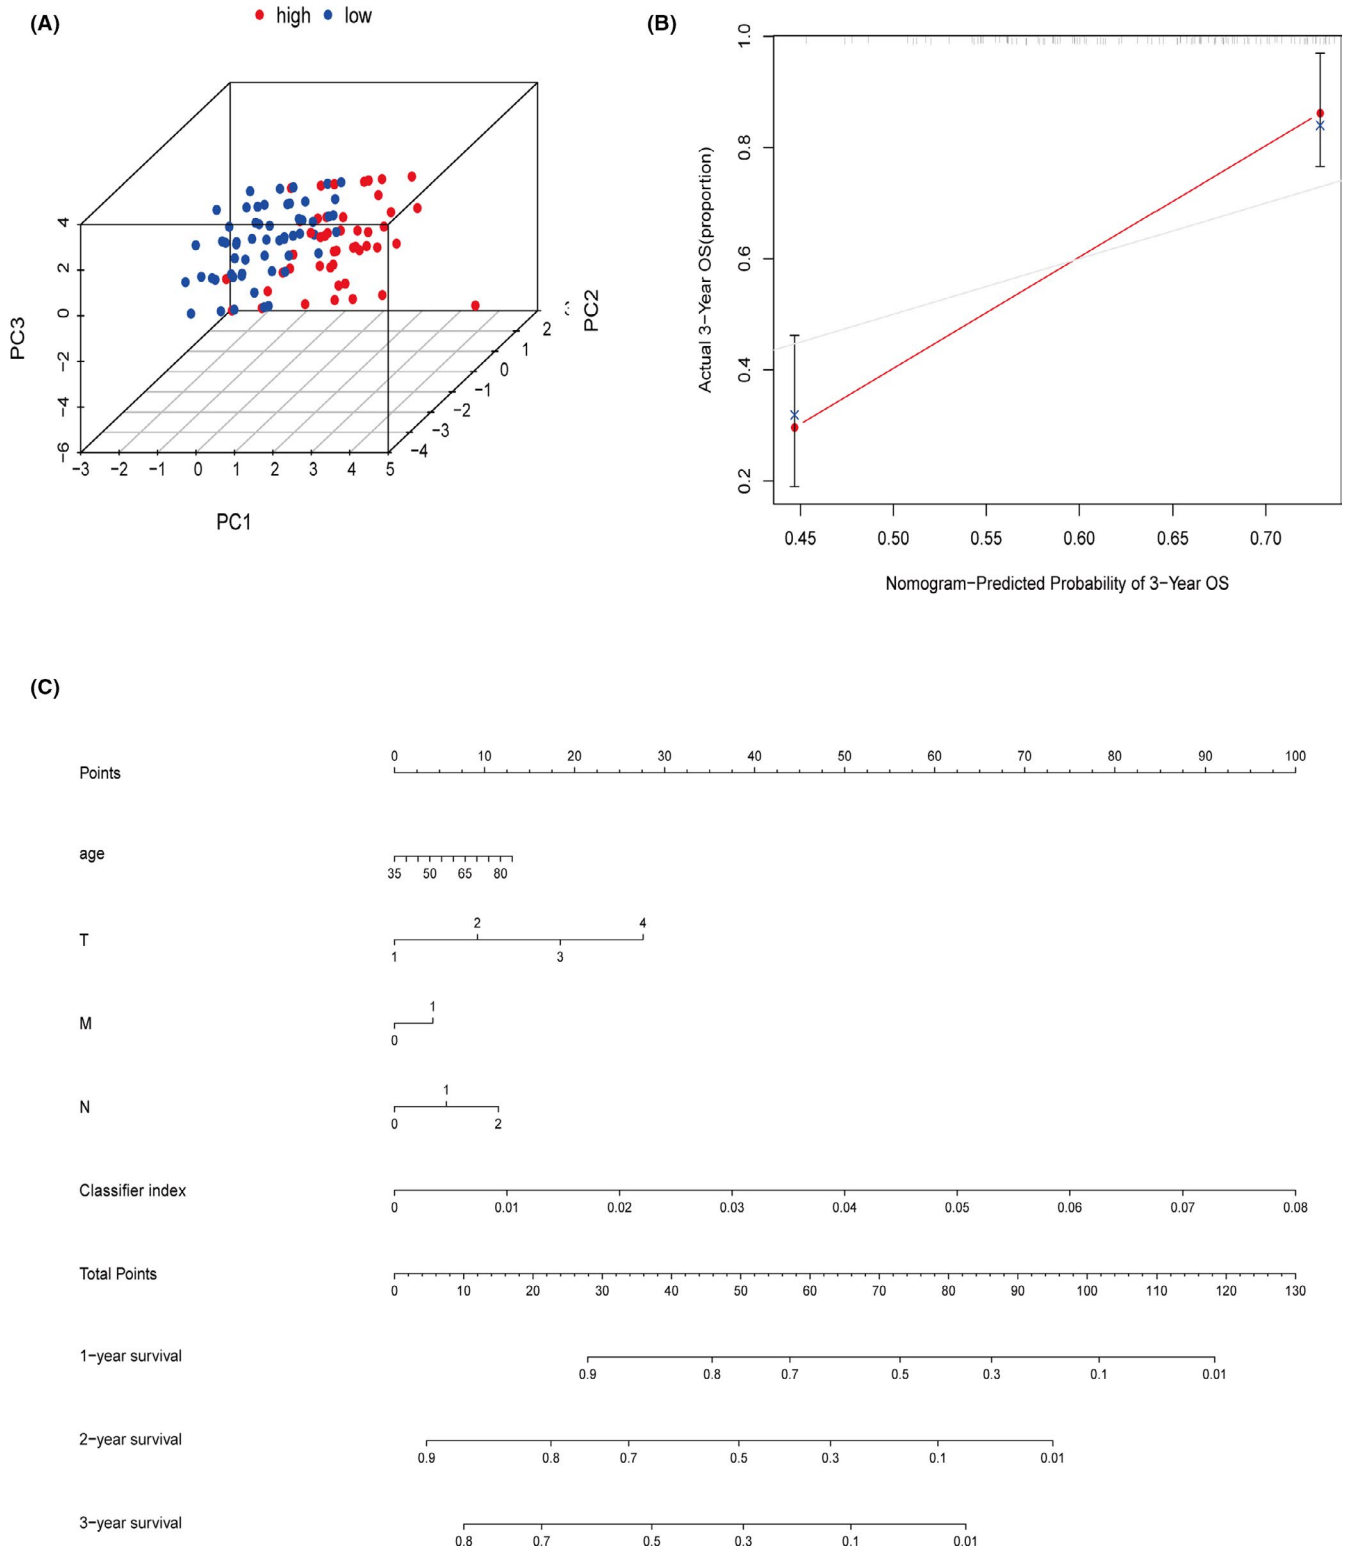 (A)
high low
PC3
4
2
0
−2
−4
−6
−3 −2 −1 0 1 2 3 4 5
PC1
−4
−3
−2
−1
0
1
2
PC2
(B)
Actual 3−Year OS(proportion)
1.0
0.8
0.6
0.4
0.2
0.45 0.50 0.55 0.60 0.65 0.70
Nomogram−Predicted Probability of 3−Year OS
(C)
0 10 20 30 40 50 60 70 80 90 100
Points
age
35 50 65 80
2 4
T
1 3
1
M
0
1
N
0 2
Classifier index
0 0.01 0.02 0.03 0.04 0.05 0.06 0.07 0.08
Total Points
0 10 20 30 40 50 60 70 80 90 100 110 120 130
1−year survival
0.9 0.8 0.7 0.5 0.3 0.1 0.01
2−year survival
0.9 0.8 0.7 0.5 0.3 0.1 0.01
3−year survival
0.8 0.7 0.5 0.3 0.1 0.01